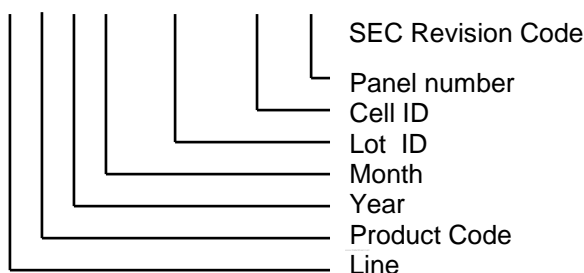 SEC Revision Code
Panel number
Cell ID
Lot  ID
Month
Year
Product Code
Line